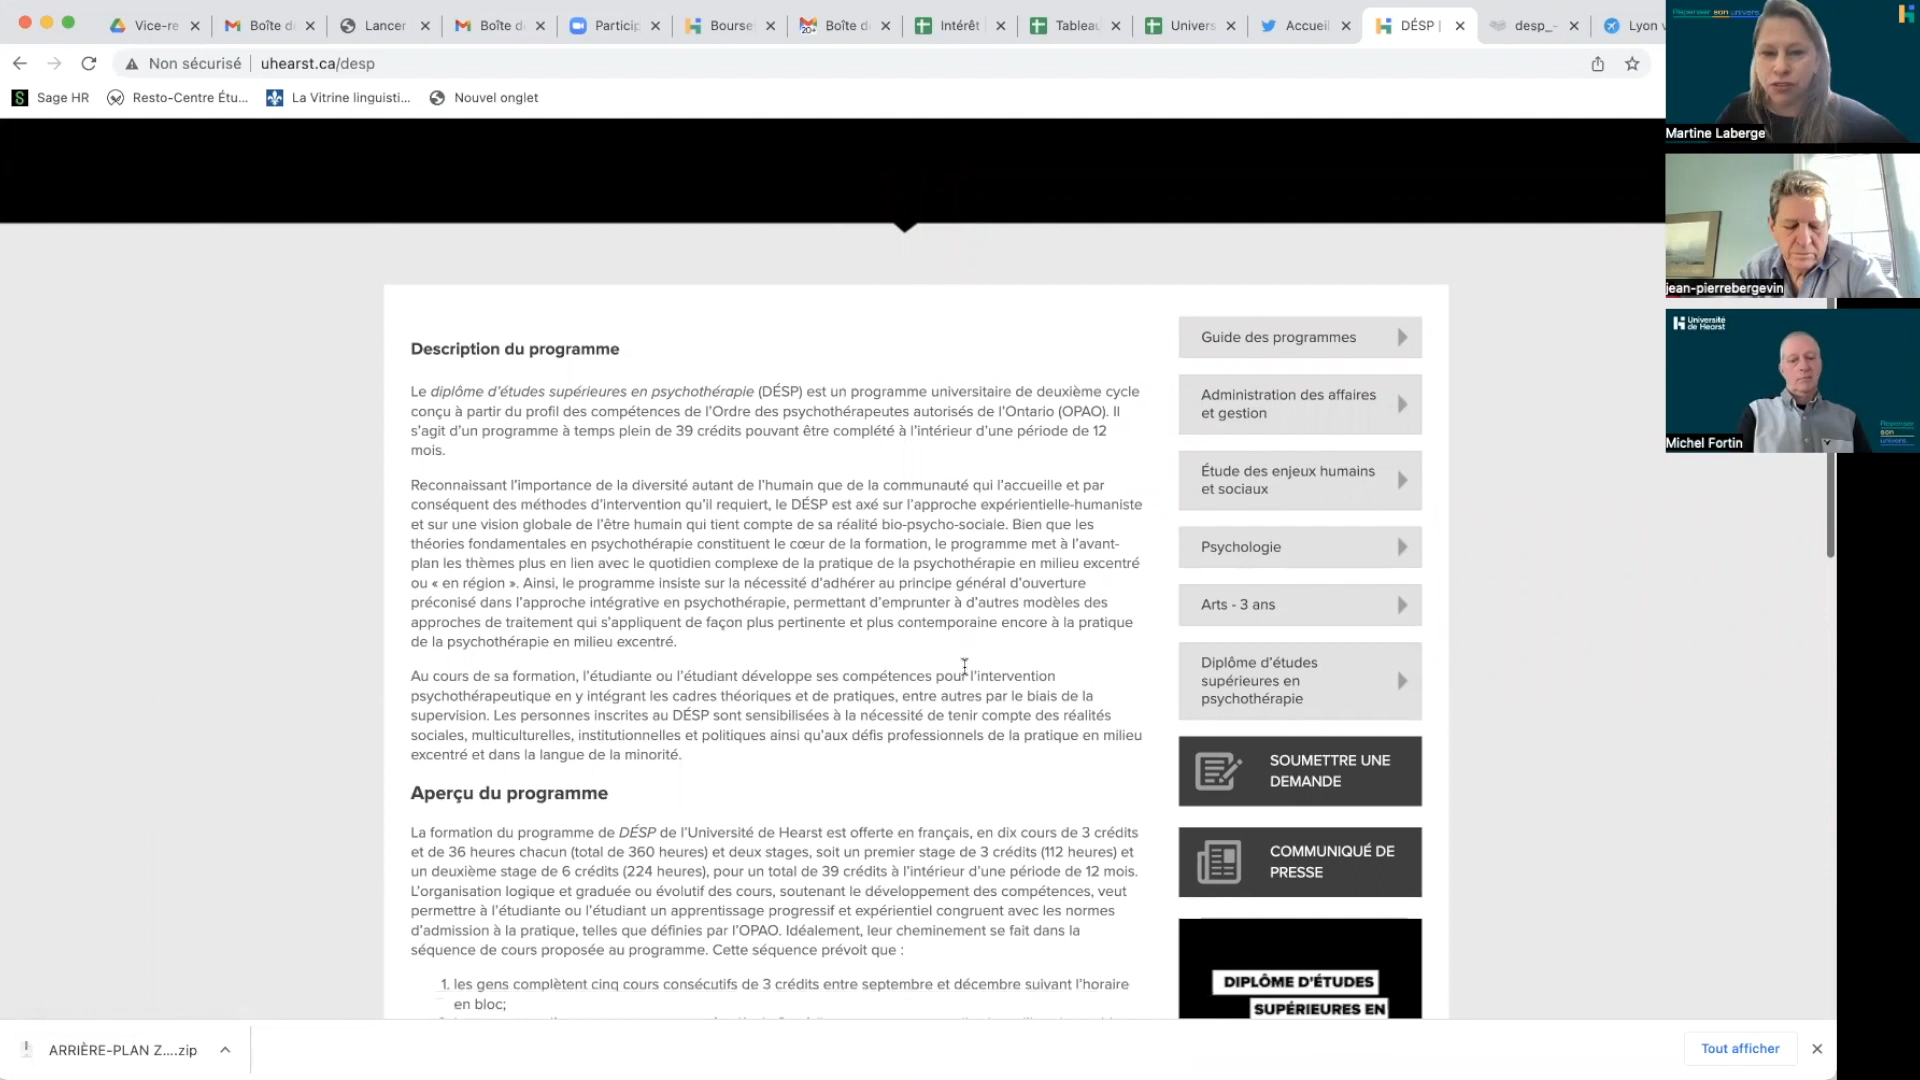 Vice-re
Boîte d
Lancer
Boîte d
Particip
Bourse
20+
Boîte d
Intérêt
Tableau
Univers
Accueil
DÉSP |
desp_-
Lyon v
Non sécurisé
uhearst.ca/desp
Sage HR
Resto-Centre Étu...
La Vitrine linguisti...
Nouvel onglet
Repenser son univers
Martine Laberge
jean-pierrebergevin
Université
de Hearst
Repenser
son
univers.
Michel Fortin
Description du programme
Le diplôme d'études supérieures en psychothérapie (DÉSP) est un programme universitaire de deuxième cycle
conçu à partir du profil des compétences de l'Ordre des psychothérapeutes autorisés de l'Ontario (OPAO). Il
s'agit d'un programme à temps plein de 39 crédits pouvant être complété à l'intérieur d'une période de 12
mois.
Reconnaissant l'importance de la diversité autant de l'humain que de la communauté qui l'accueille et par
conséquent des méthodes d'intervention qu'il requiert, le DÉSP est axé sur l'approche expérientielle-humaniste
et sur une vision globale de l'être humain qui tient compte de sa réalité bio-psycho-sociale. Bien que les
théories fondamentales en psychothérapie constituent le cœur de la formation, le programme met à l'avant-
plan les thèmes plus en lien avec le quotidien complexe de la pratique de la psychothérapie en milieu excentré
ou « en région ». Ainsi, le programme insiste sur la nécessité d'adhérer au principe général d'ouverture
préconisé dans l'approche intégrative en psychothérapie, permettant d'emprunter à d'autres modèles des
approches de traitement qui s'appliquent de façon plus pertinente et plus contemporaine encore à la pratique
de la psychothérapie en milieu excentré.
Au cours de sa formation, l'étudiante ou l'étudiant développe ses compétences pour l'intervention
psychothérapeutique en y intégrant les cadres théoriques et de pratiques, entre autres par le biais de la
supervision. Les personnes inscrites au DÉSP sont sensibilisées à la nécessité de tenir compte des réalités
sociales, multiculturelles, institutionnelles et politiques ainsi qu'aux défis professionnels de la pratique en milieu
excentré et dans la langue de la minorité.
Aperçu du programme
La formation du programme de DÉSP de l'Université de Hearst est offerte en français, en dix cours de 3 crédits
et de 36 heures chacun (total de 360 heures) et deux stages, soit un premier stage de 3 crédits (112 heures) et
un deuxième stage de 6 crédits (224 heures), pour un total de 39 crédits à l'intérieur d'une période de 12 mois.
L'organisation logique et graduée ou évolutif des cours, soutenant le développement des compétences, veut
permettre à l'étudiante ou l'étudiant un apprentissage progressif et expérientiel congruent avec les normes
d'admission à la pratique, telles que définies par l'OPAO. Idéalement, leur cheminement se fait dans la
séquence de cours proposée au programme. Cette séquence prévoit que :
1. les gens complètent cinq cours consécutifs de 3 crédits entre septembre et décembre suivant l'horaire
en bloc;
Guide des programmes
Administration des affaires
et gestion
Étude des enjeux humains
et sociaux
Psychologie
Arts - 3 ans
Diplôme d'études
supérieures en
psychothérapie
SOUMETTRE UNE
DEMANDE
COMMUNIQUÉ DE
PRESSE
DIPLÔME D'ÉTUDES
SUPÉRIEURES EN
ARRIÈRE-PLAN Z....zip
Tout afficher